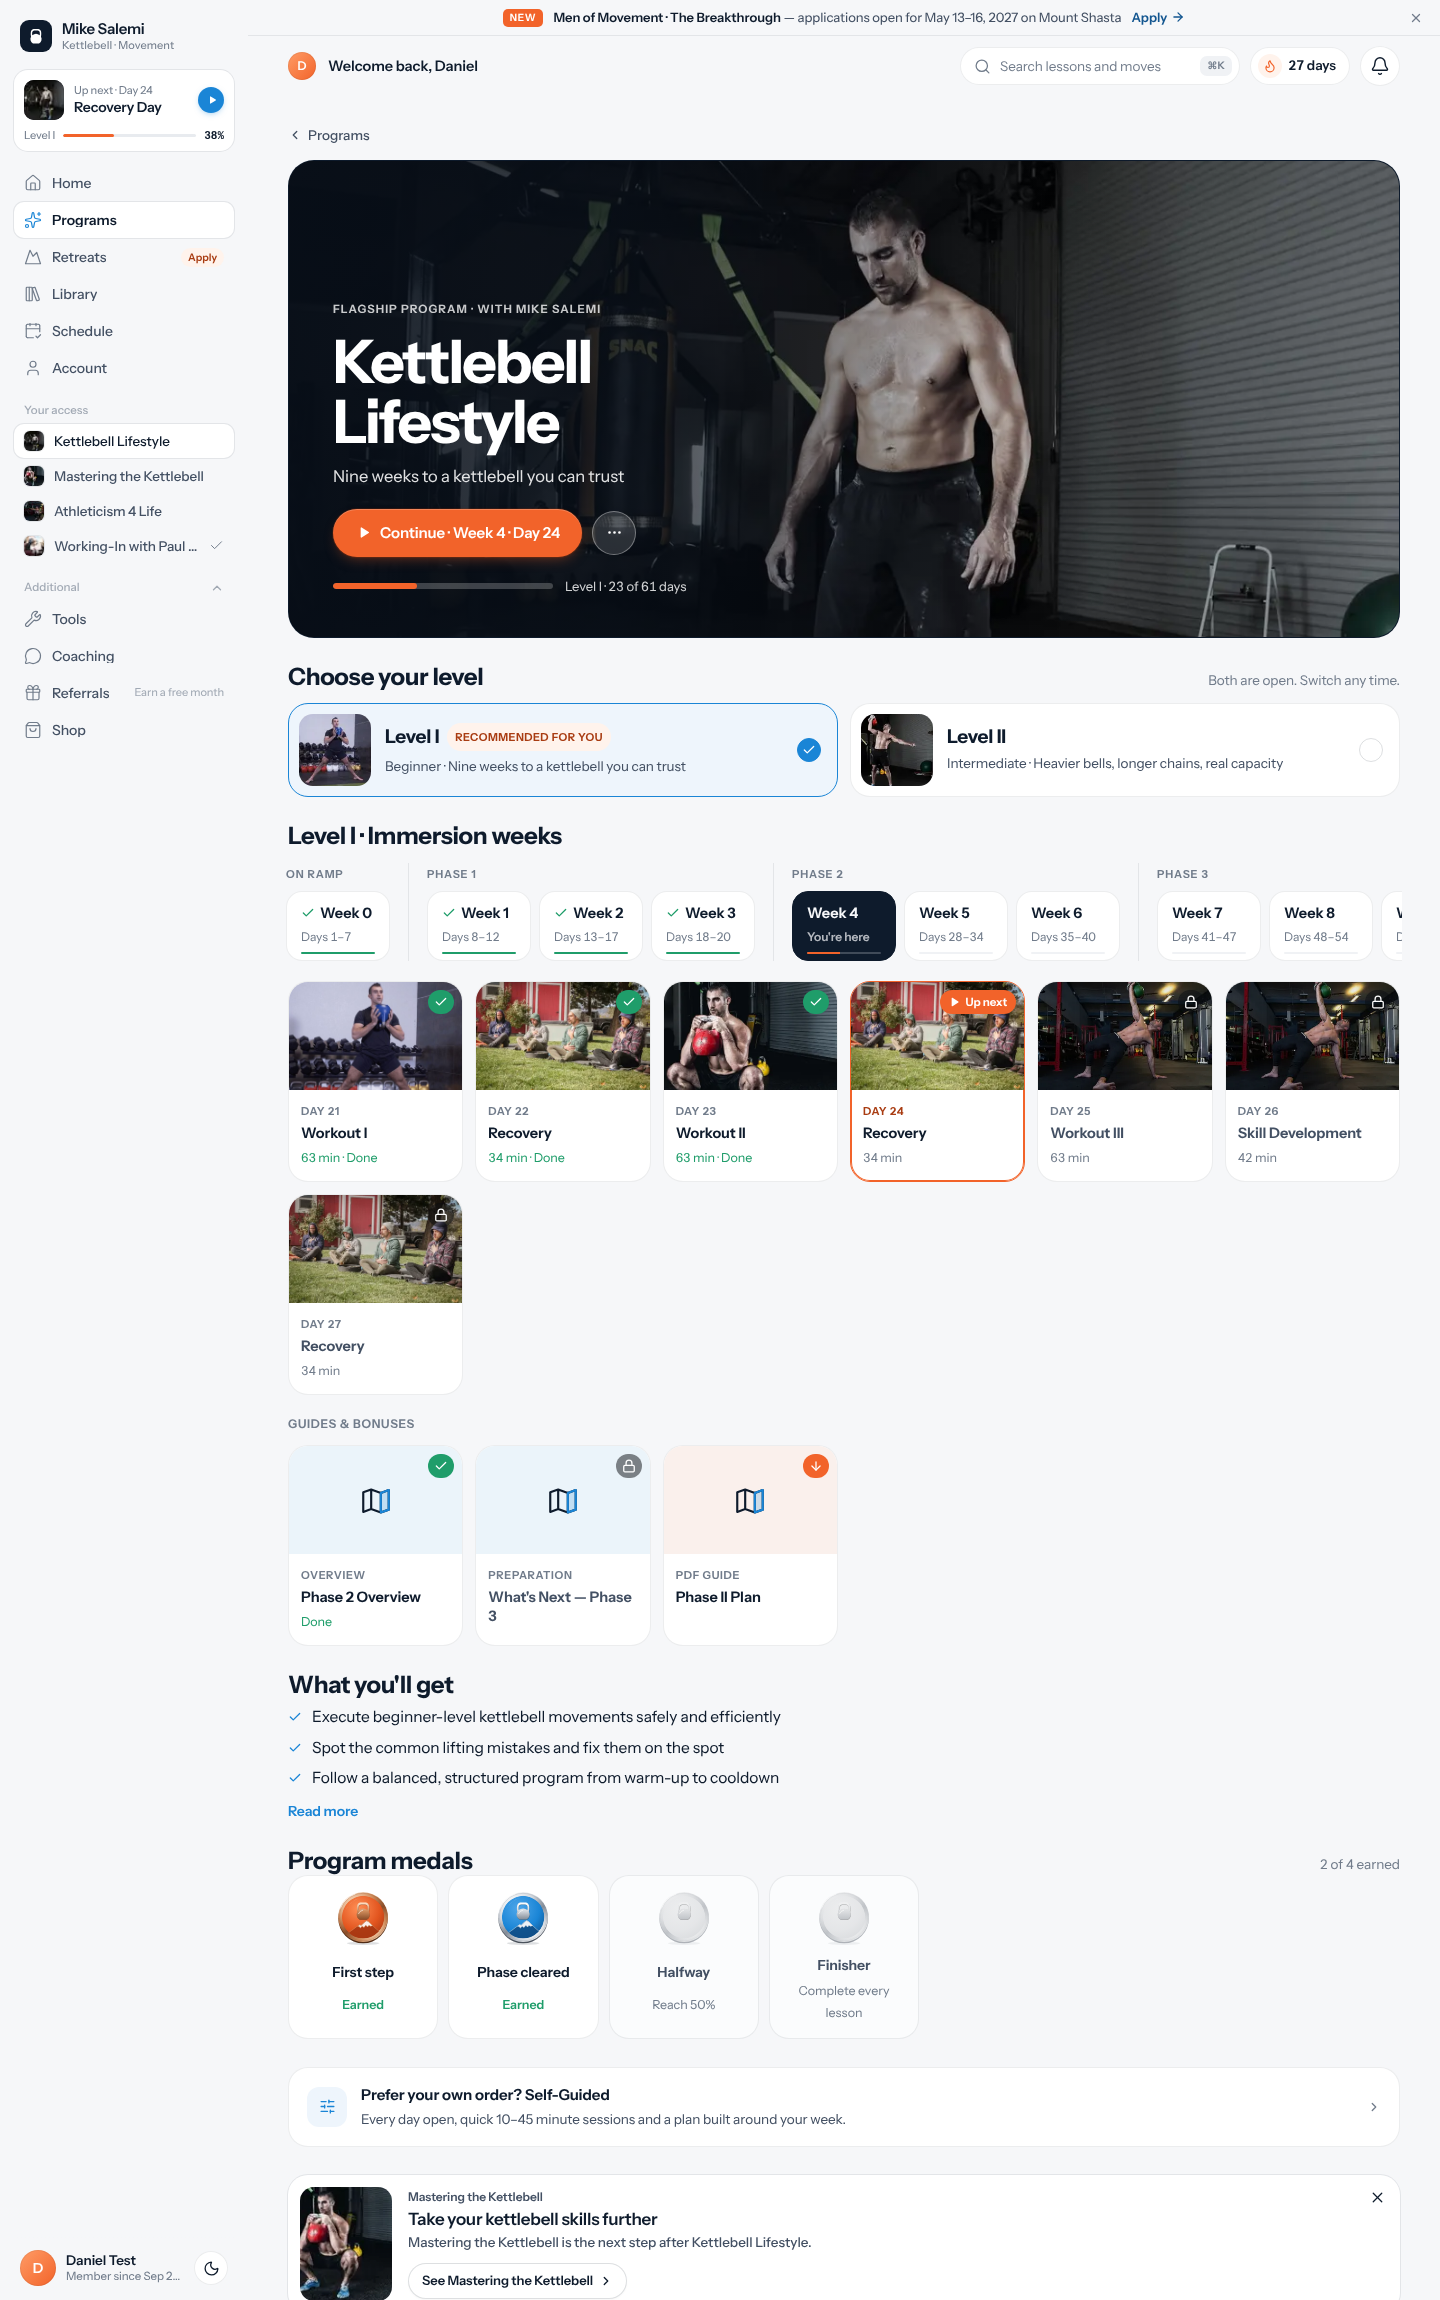 Mike Salemi
Kettlebell · Movement
Up next · Day 24
Recovery Day
Level I
38%
Home
Programs
Retreats
Apply
Library
Schedule
Account
Your access
Kettlebell Lifestyle
Mastering the Kettlebell
Athleticism 4 Life
Working-In with Paul ...
Additional
Tools
Coaching
Referrals
Earn a free month
Shop
Daniel Test
Member since Sep 2...
D
NEW Men of Movement · The Breakthrough — applications open for May 13–16, 2027 on Mount Shasta Apply →
D Welcome back, Daniel
Search lessons and moves ⌘K
27 days
Programs
SNAC
FLAGSHIP PROGRAM · WITH MIKE SALEMI
Kettlebell
Lifestyle
Nine weeks to a kettlebell you can trust
Continue · Week 4 · Day 24
Level I · 23 of 61 days
Choose your level
Both are open. Switch any time.
Level I RECOMMENDED FOR YOU
Beginner · Nine weeks to a kettlebell you can trust
Level II
Intermediate · Heavier bells, longer chains, real capacity
Level I · Immersion weeks
ON RAMP
PHASE 1
PHASE 2
PHASE 3
Week 0
Days 1–7
Week 1
Days 8–12
Week 2
Days 13–17
Week 3
Days 18–20
Week 4
You're here
Week 5
Days 28–34
Week 6
Days 35–40
Week 7
Days 41–47
Week 8
Days 48–54
DAY 21
Workout I
63 min · Done
DAY 22
Recovery
34 min · Done
DAY 23
Workout II
63 min · Done
Up next
DAY 24
Recovery
34 min
DAY 25
Workout III
63 min
DAY 26
Skill Development
42 min
DAY 27
Recovery
34 min
GUIDES & BONUSES
OVERVIEW
Phase 2 Overview
Done
PREPARATION
What's Next — Phase
3
PDF GUIDE
Phase II Plan
What you'll get
Execute beginner-level kettlebell movements safely and efficiently
Spot the common lifting mistakes and fix them on the spot
Follow a balanced, structured program from warm-up to cooldown
Read more
Program medals
2 of 4 earned
First step
Earned
Phase cleared
Earned
Halfway
Reach 50%
Finisher
Complete every
lesson
Prefer your own order? Self-Guided
Every day open, quick 10–45 minute sessions and a plan built around your week.
Mastering the Kettlebell
Take your kettlebell skills further
Mastering the Kettlebell is the next step after Kettlebell Lifestyle.
See Mastering the Kettlebell